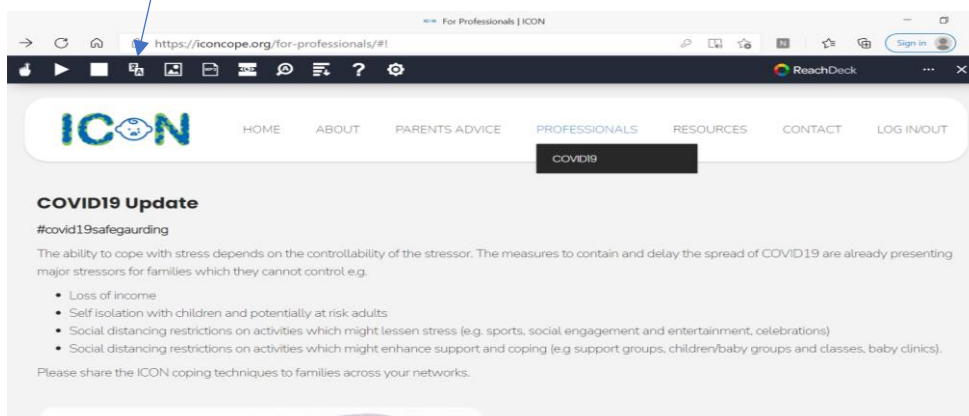 For Professionals | ICON
https://iconcope.org/for-professionals/#!
Sign in
ReachDeck
ICON
HOME ABOUT PARENTS ADVICE PROFESSIONALS RESOURCES CONTACT LOG IN/OUT
COVID19
COVID19 Update
#covid19safegaurding
The ability to cope with stress depends on the controllability of the stressor. The measures to contain and delay the spread of COVID19 are already presenting
major stressors for families which they cannot control e.g.
• Loss of income
• Self isolation with children and potentially at risk adults
• Social distancing restrictions on activities which might lessen stress (e.g. sports, social engagement and entertainment, celebrations)
• Social distancing restrictions on activities which might enhance support and coping (e.g support groups, children/baby groups and classes, baby clinics).
Please share the ICON coping techniques to families across your networks.